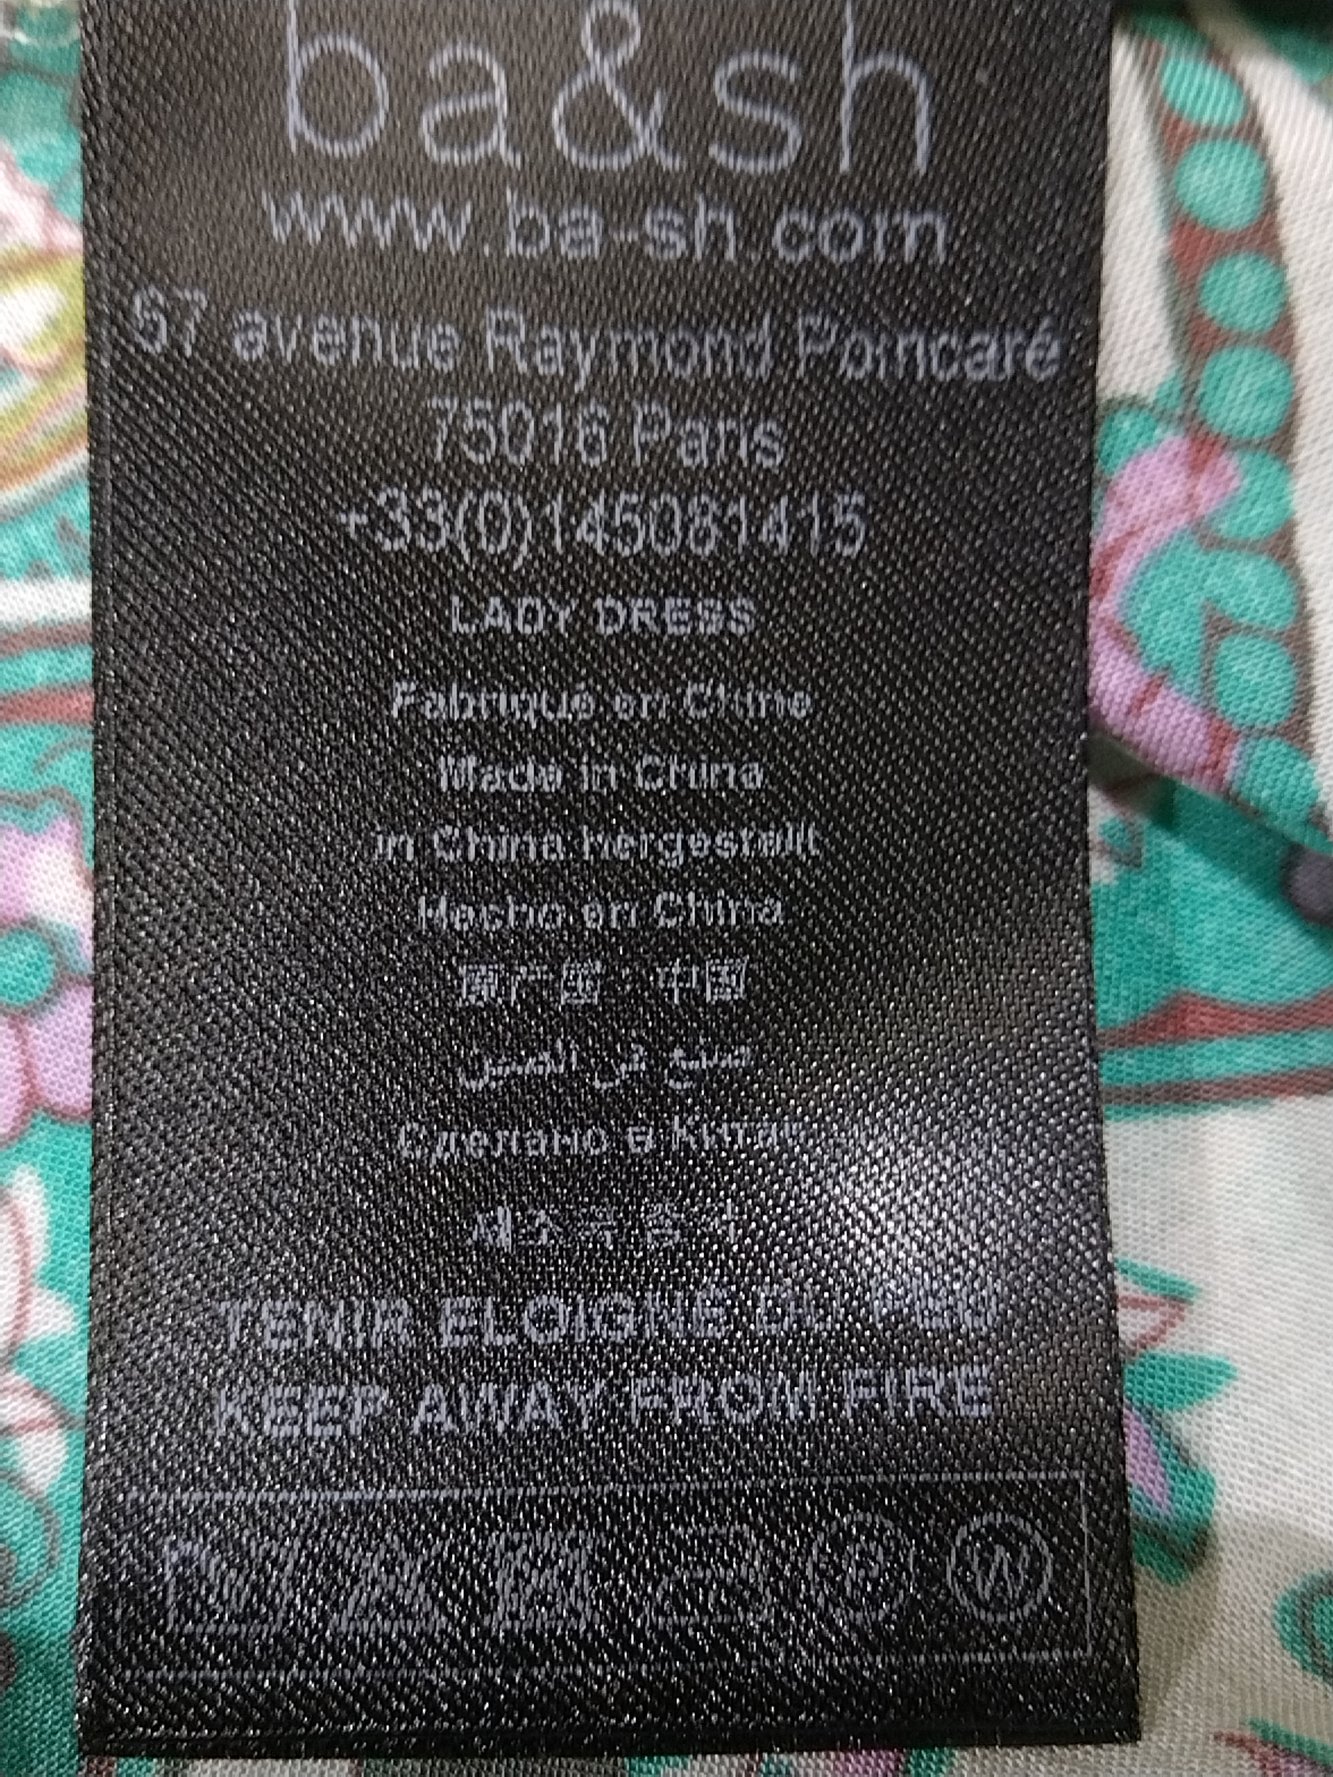 ba&sh
www.ba-sh.com
67 avenue Raymond Poincaré
75016 Paris
+33(0)145081415
LADY DRESS
Fabriqué en Chine
Made in China
in China hergestellt
Hecho en China
中國
صنع في الصين
Сделано в Китае
TENIR ELOIGNE DU FEU
KEEP AWAY FROM FIRE
P W